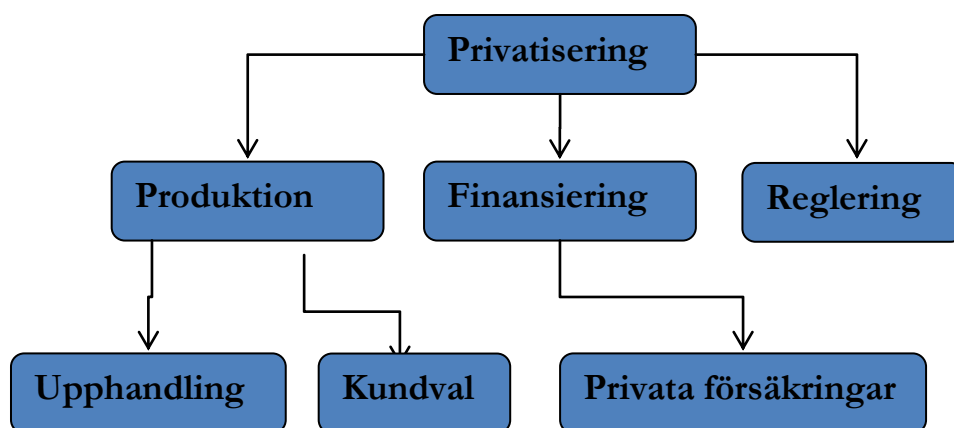 Privatisering
Produktion
Finansiering
Reglering
Upphandling
Kundval
Privata försäkringar